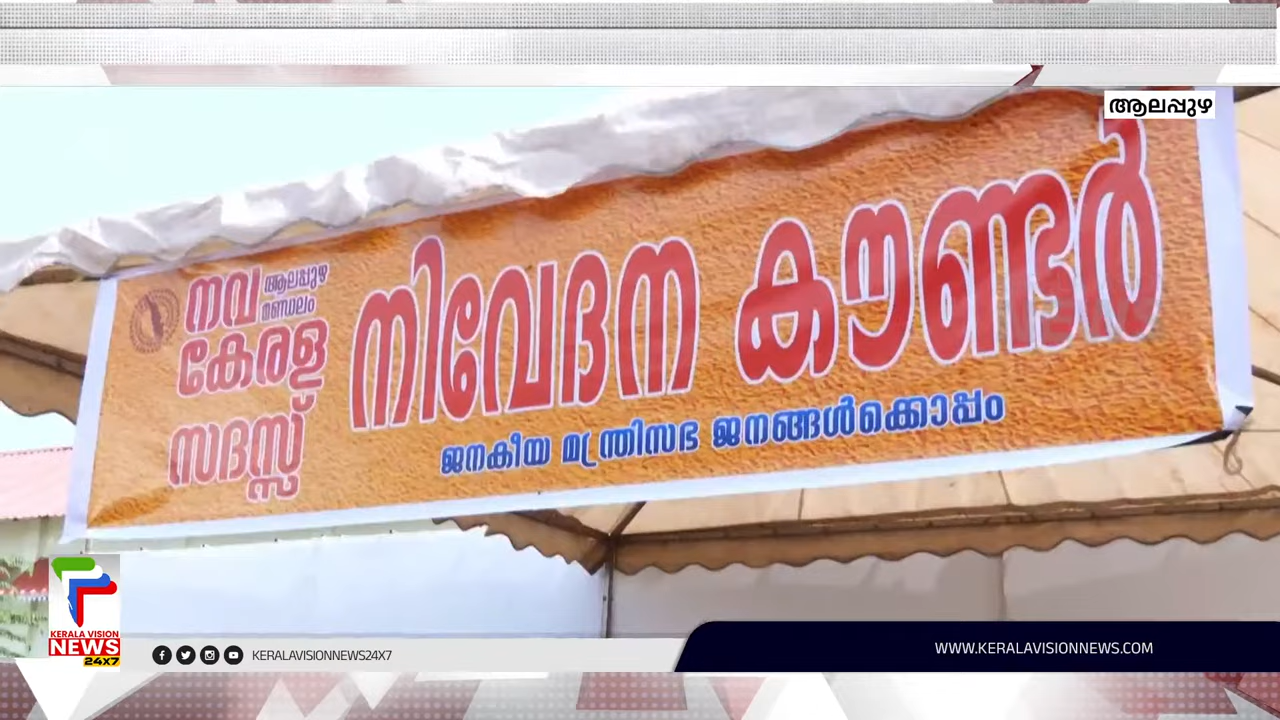 ആലപ്പുഴ
നവ ആലപ്പുഴ മണ്ഡലം
കേരള
സദസ്സ്
നിവേദന കൗണ്ടർ
ജനകീയ മന്ത്രിസഭ ജനങ്ങൾക്കൊപ്പം
KERALA VISION
NEWS
24X7
KERALAVISIONNEWS24X7
WWW.KERALAVISIONNEWS.COM